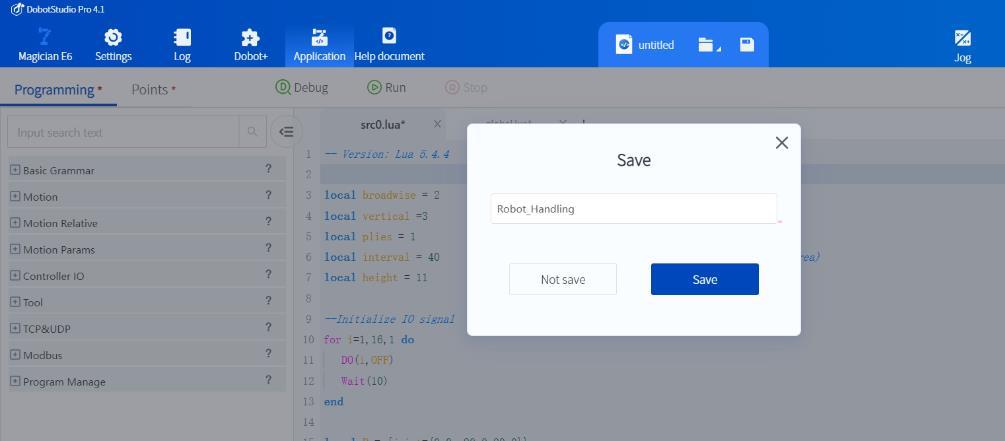 DobotStudio Pro 4.1
Magician E6 Settings Log Dobot+ Application Help document untitled Jog
Programming * Points * Debug Run Stop
Input search text
src0.lua* ×
Basic Grammar ?
Motion ?
Motion Relative ?
Motion Params ?
Controller IO ?
Tool ?
TCP&UDP ?
Modbus ?
Program Manage ?
1 -- Version: Lua 5.4.4
2
3 local broadwise = 2
4 local vertical =3
5 local plies = 1
6 local interval = 40
7 local height = 11
8
9 --Initialize IO signal
10 for i=1,16,1 do
11 DO(i,OFF)
12 Wait(10)
13 end
14
Save
Robot_Handling
Not save Save